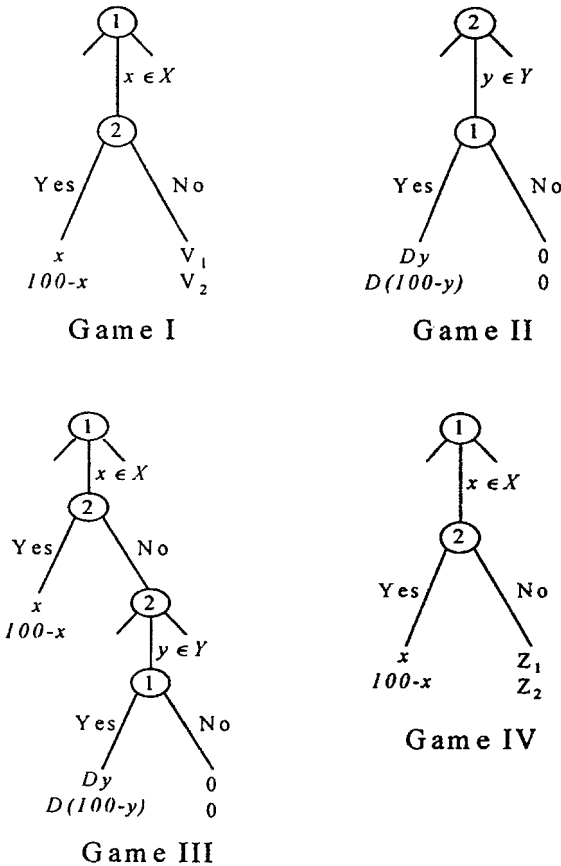 1
x ∈ X
2
Yes No
x V₁
100-x V₂
Game I
2
y ∈ Y
1
Yes No
Dy 0
D(100-y) 0
Game II
1
x ∈ X
2
Yes No
x
100-x
2
y ∈ Y
1
Yes No
Dy 0
D(100-y) 0
Game III
1
x ∈ X
2
Yes No
x Z₁
100-x Z₂
Game IV